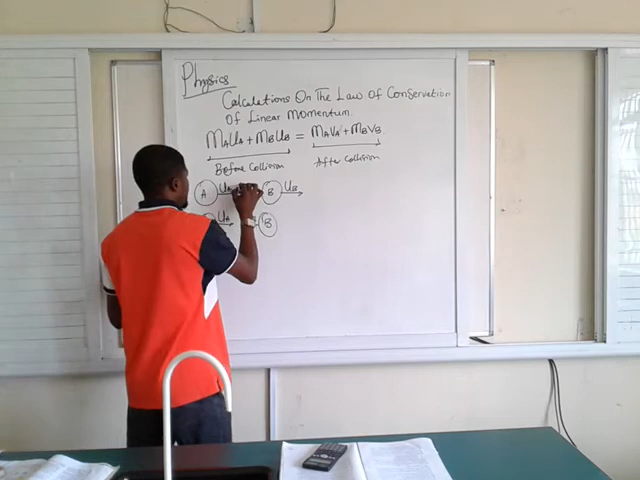 Physics
Calculations On The Law of Conservation
Of Linear Momentum.
MAUA + MBUB = MAVA + MBVB
Before Collision After Collision
A UA B UB
UA B